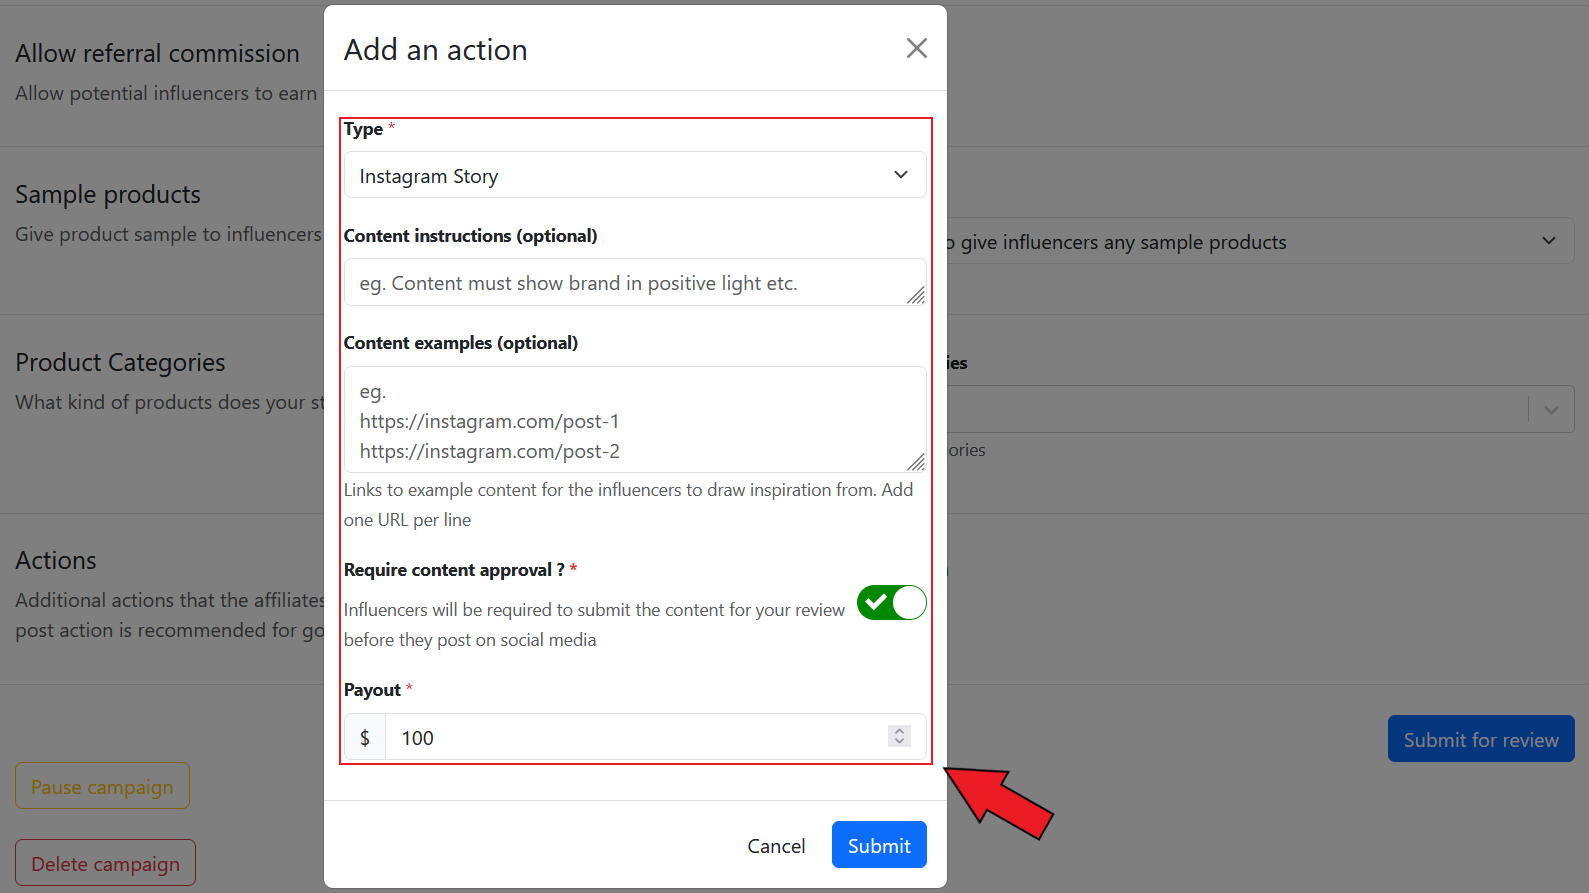 Add an action
Type *
Instagram Story
Content instructions (optional)
eg. Content must show brand in positive light etc.
Content examples (optional)
eg.
https://instagram.com/post-1
https://instagram.com/post-2
Links to example content for the influencers to draw inspiration from. Add
one URL per line
Require content approval ? *
Influencers will be required to submit the content for your review
before they post on social media
Payout *
$ 100
Cancel Submit
Allow referral commission
Allow potential influencers to earn
Sample products
Give product sample to influencers
give influencers any sample products
Product Categories
What kind of products does your
Actions
Additional actions that the affiliates
post action is recommended for
Submit for review
Pause campaign
Delete campaign